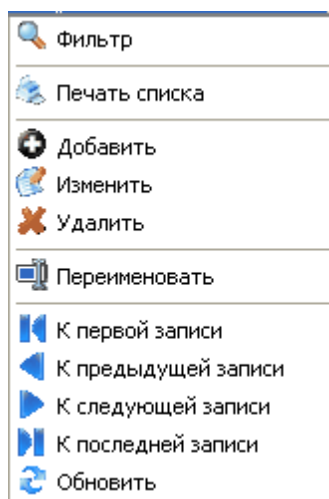 Фильтр
Печать списка
Добавить
Изменить
Удалить
Переименовать
К первой записи
К предыдущей записи
К следующей записи
К последней записи
Обновить